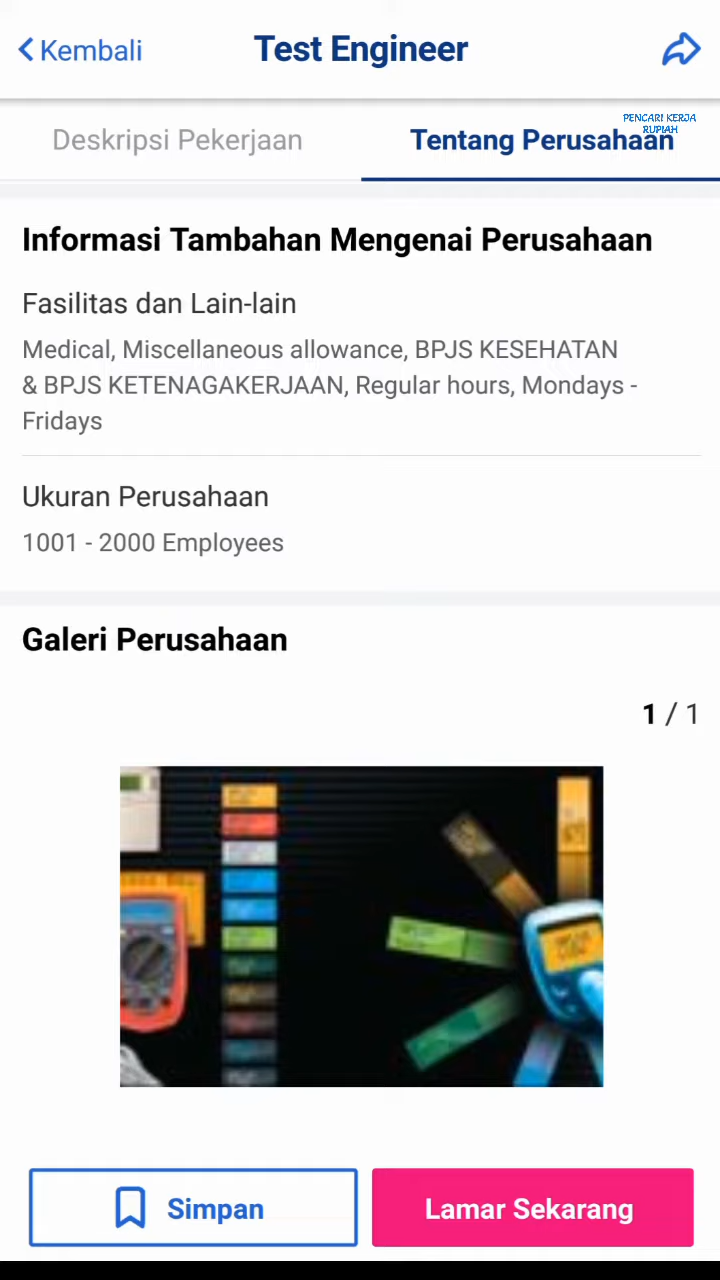 Kembali
Test Engineer
PENCARI KERJA
RUPIAH
Deskripsi Pekerjaan
Tentang Perusahaan
Informasi Tambahan Mengenai Perusahaan
Fasilitas dan Lain-lain
Medical, Miscellaneous allowance, BPJS KESEHATAN
& BPJS KETENAGAKERJAAN, Regular hours, Mondays -
Fridays
Ukuran Perusahaan
1001 - 2000 Employees
Galeri Perusahaan
1 / 1
Simpan
Lamar Sekarang